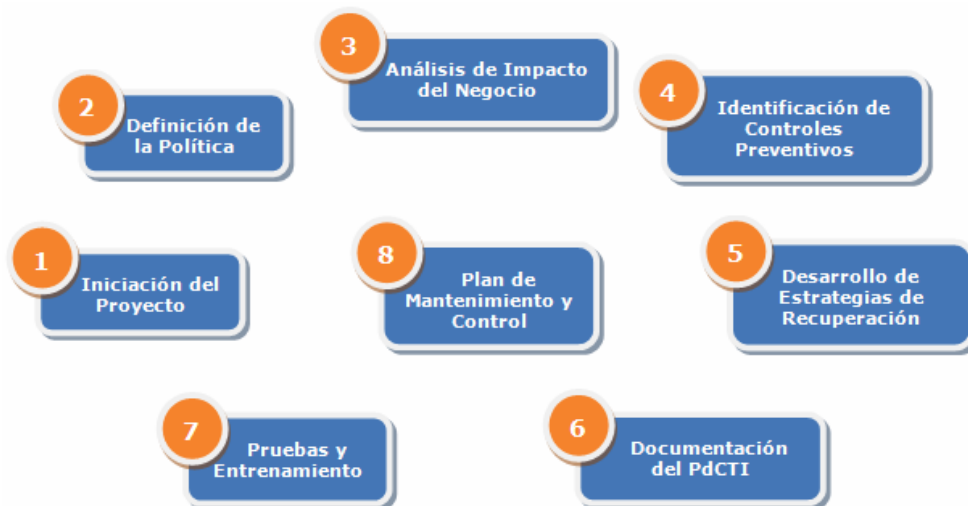 1
Iniciación del
Proyecto
2
Definición de
la Política
3
Análisis de Impacto
del Negocio
4
Identificación de
Controles
Preventivos
5
Desarrollo de
Estrategias de
Recuperación
6
Documentación
del PdCTI
7
Pruebas y
Entrenamiento
8
Plan de
Mantenimiento y
Control